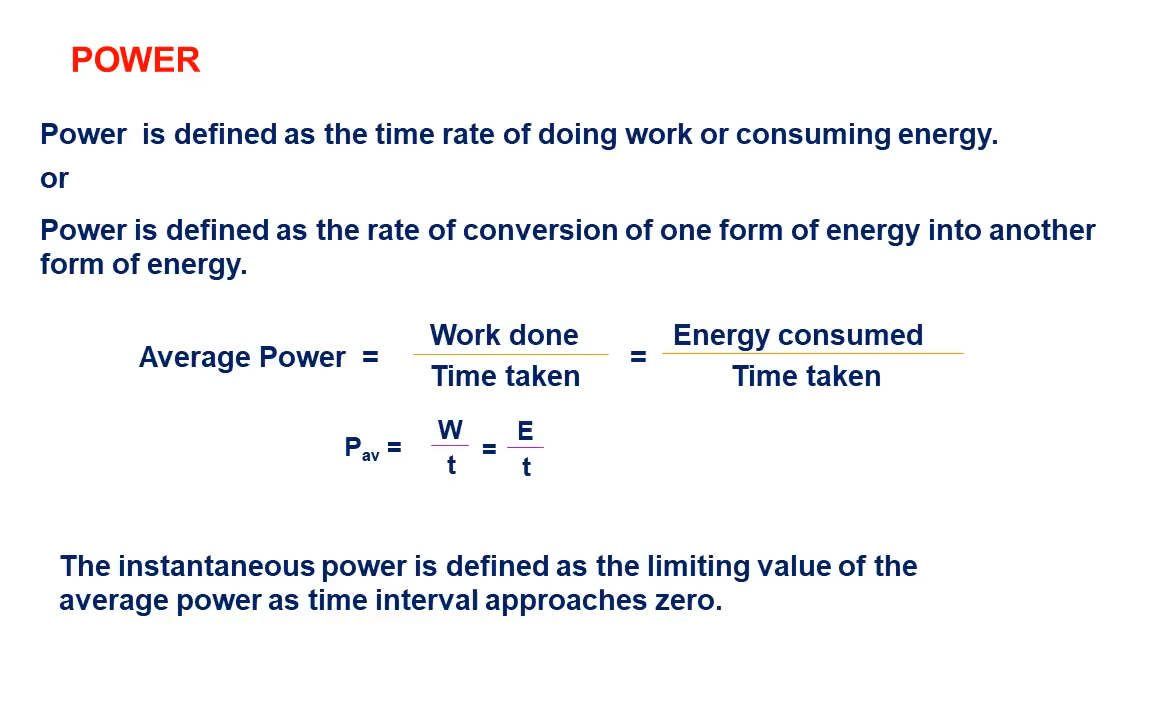 POWER
Power  is defined as the time rate of doing work or consuming energy.
or
Power is defined as the rate of conversion of one form of energy into another
form of energy.
Work done Energy consumed
Average Power = =
Time taken Time taken
W E
Pav = =
t t
The instantaneous power is defined as the limiting value of the
average power as time interval approaches zero.